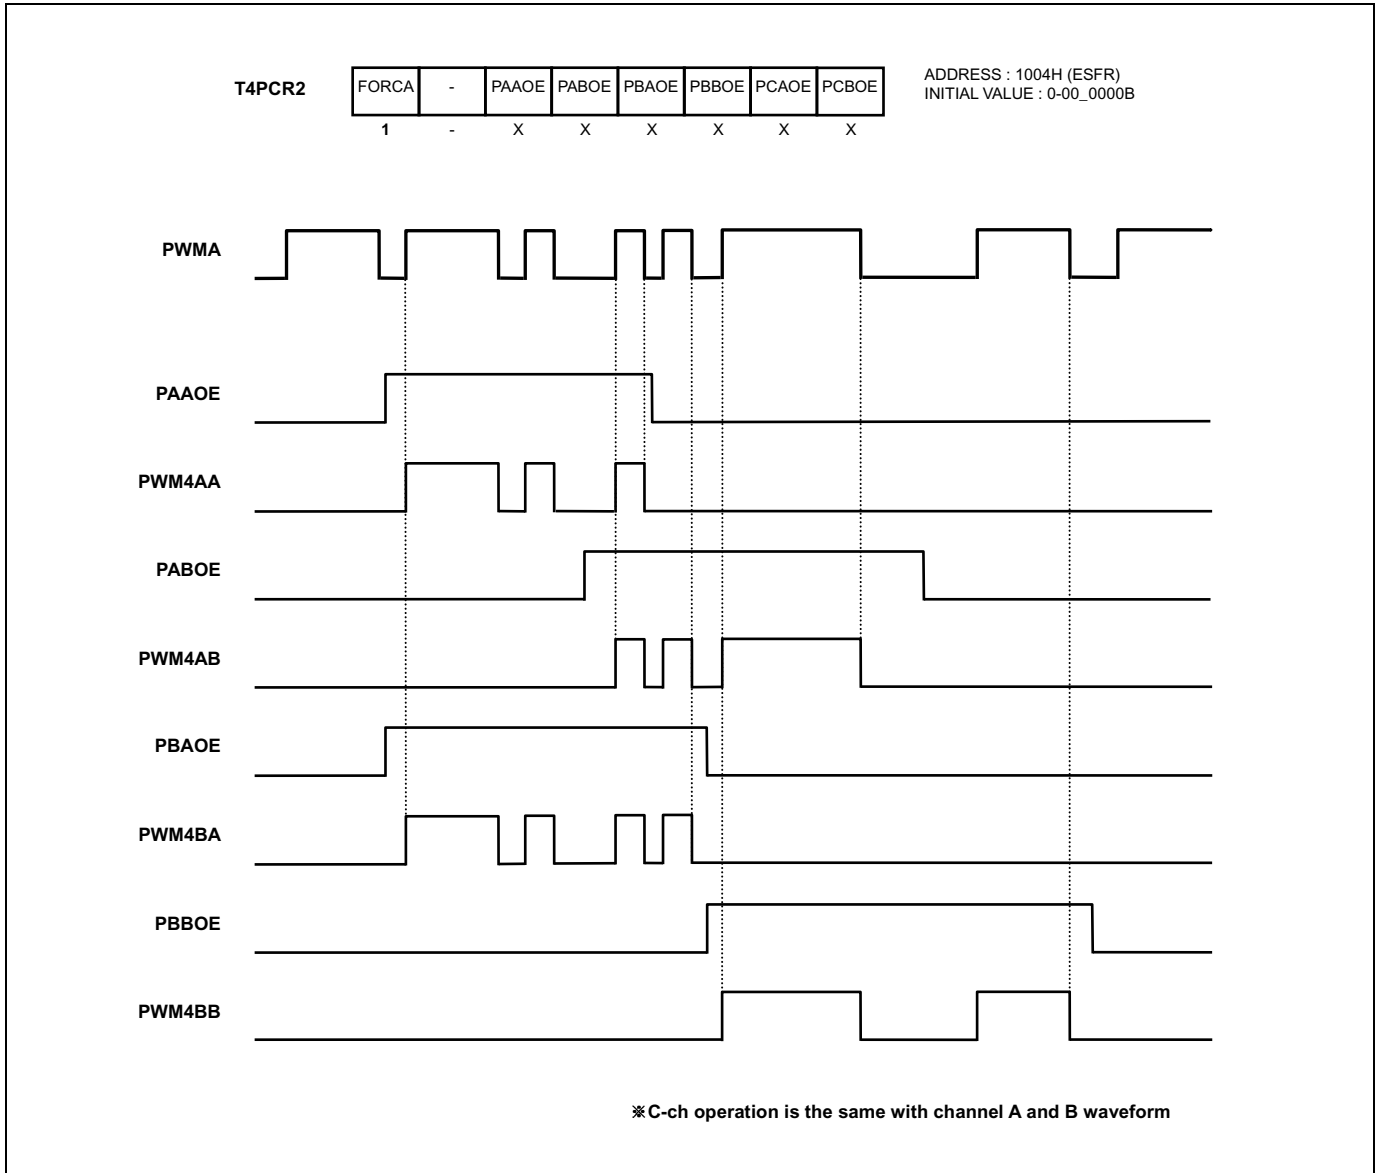 T4PCR2 FORCA - PAAOE PABOE PBAOE PBBOE PCAOE PCBOE
ADDRESS : 1004H (ESFR)
INITIAL VALUE : 0-00_0000B
1 - X X X X X X
PWMA
PAAOE
PWM4AA
PABOE
PWM4AB
PBAOE
PWM4BA
PBBOE
PWM4BB
※C-ch operation is the same with channel A and B waveform